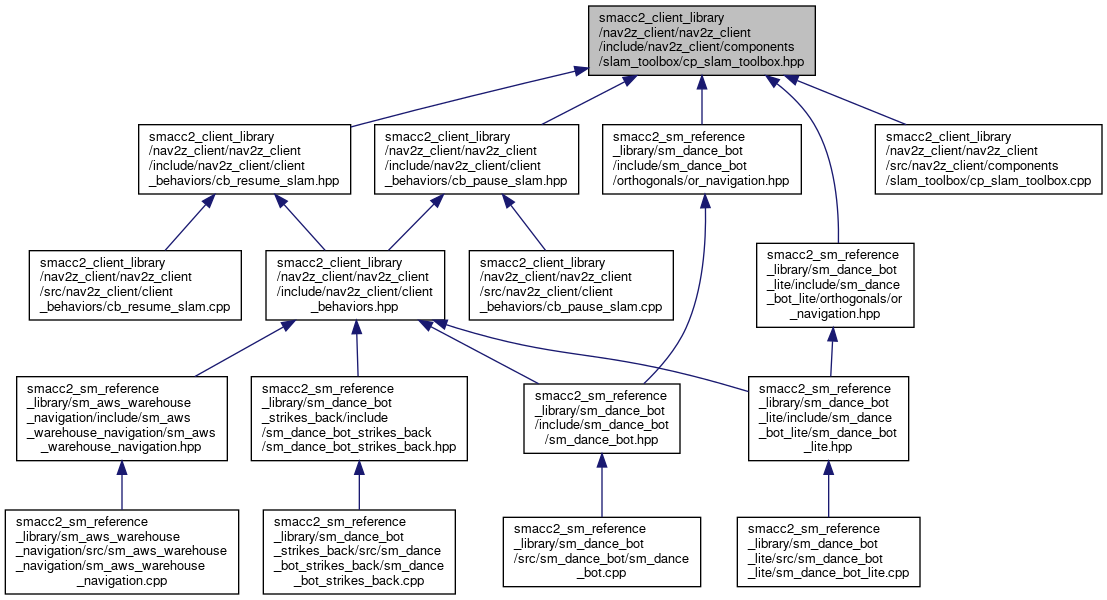 smacc2_client_library
/nav2z_client/nav2z_client
/include/nav2z_client/components
/slam_toolbox/cp_slam_toolbox.hpp
smacc2_client_library
/nav2z_client/nav2z_client
/include/nav2z_client/client
_behaviors/cb_resume_slam.hpp
smacc2_client_library
/nav2z_client/nav2z_client
/include/nav2z_client/client
_behaviors/cb_pause_slam.hpp
smacc2_sm_reference
_library/sm_dance_bot
/include/sm_dance_bot
/orthogonals/or_navigation.hpp
smacc2_client_library
/nav2z_client/nav2z_client
/src/nav2z_client/components
/slam_toolbox/cp_slam_toolbox.cpp
smacc2_client_library
/nav2z_client/nav2z_client
/src/nav2z_client/client
_behaviors/cb_resume_slam.cpp
smacc2_client_library
/nav2z_client/nav2z_client
/include/nav2z_client/client
_behaviors.hpp
smacc2_client_library
/nav2z_client/nav2z_client
/src/nav2z_client/client
_behaviors/cb_pause_slam.cpp
smacc2_sm_reference
_library/sm_dance_bot
_lite/include/sm_dance
_bot_lite/orthogonals/or
_navigation.hpp
smacc2_sm_reference
_library/sm_aws_warehouse
_navigation/include/sm_aws
_warehouse_navigation/sm_aws
_warehouse_navigation.hpp
smacc2_sm_reference
_library/sm_dance_bot
_strikes_back/include
/sm_dance_bot_strikes_back
/sm_dance_bot_strikes_back.hpp
smacc2_sm_reference
_library/sm_dance_bot
/include/sm_dance_bot
/sm_dance_bot.hpp
smacc2_sm_reference
_library/sm_dance_bot
_lite/include/sm_dance
_bot_lite/sm_dance_bot
_lite.hpp
smacc2_sm_reference
_library/sm_aws_warehouse
_navigation/src/sm_aws_warehouse
_navigation/sm_aws_warehouse
_navigation.cpp
smacc2_sm_reference
_library/sm_dance_bot
_strikes_back/src/sm_dance
_bot_strikes_back/sm_dance
_bot_strikes_back.cpp
smacc2_sm_reference
_library/sm_dance_bot
/src/sm_dance_bot/sm_dance
_bot.cpp
smacc2_sm_reference
_library/sm_dance_bot
_lite/src/sm_dance_bot
_lite/sm_dance_bot_lite.cpp